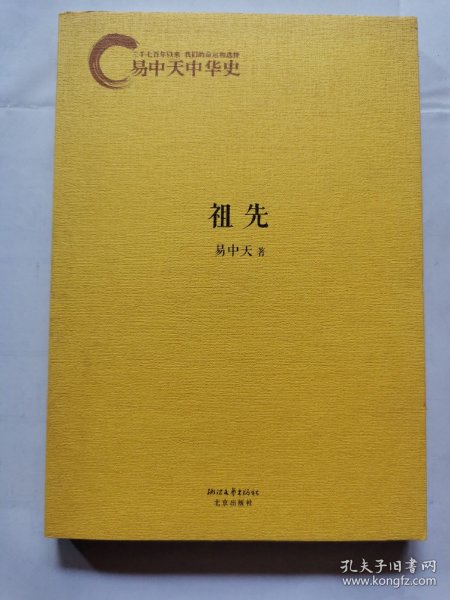 三千七百年以来 我们的命运和选择
易中天中华史
祖先
易中天 著
浙江文艺出版社
北京出版社
孔夫子旧书网
www.kongfz.com